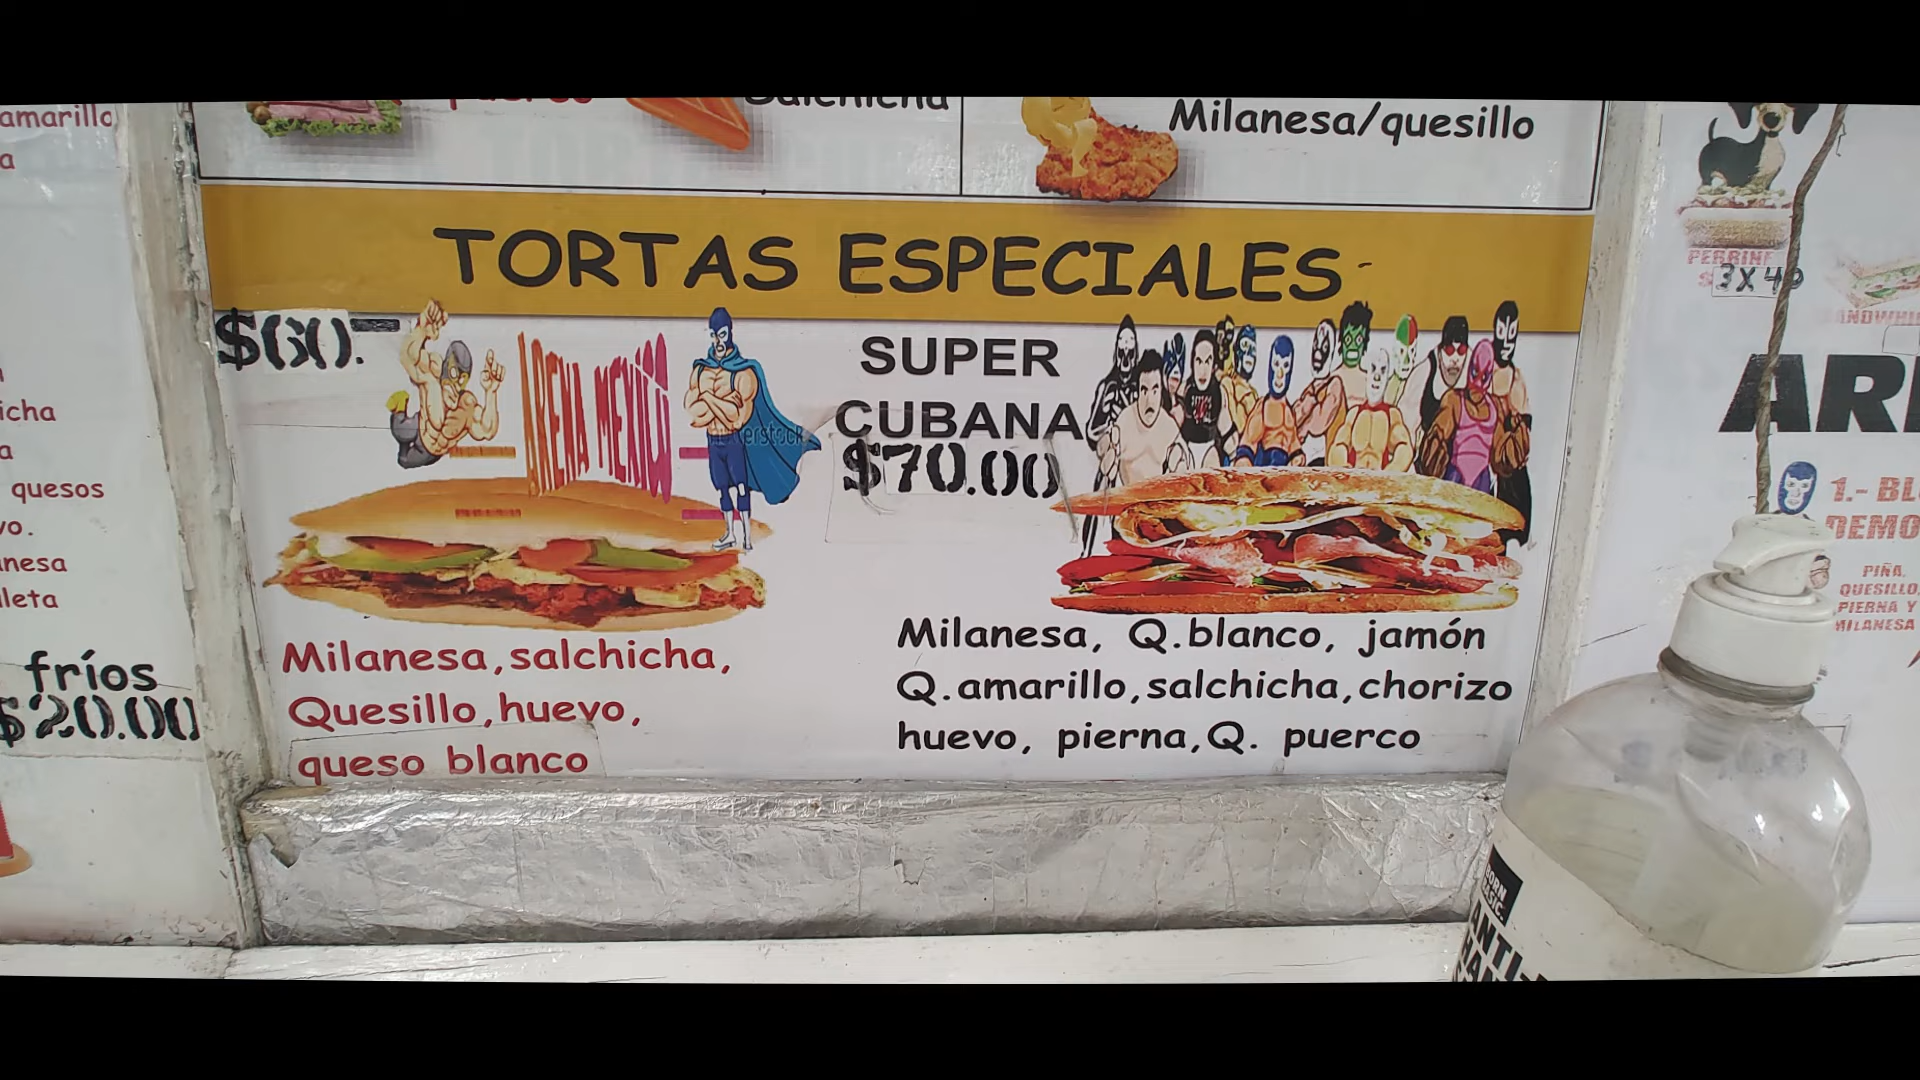 amarillo
a
icha
a
quesos
vo.
nesa
leta
fríos
$20.00
Salchicha
Milanesa/quesillo
TORTAS ESPECIALES
$60.-
ARENA MEXICO
Milanesa,salchicha,
Quesillo,huevo,
queso blanco
SUPER
CUBANA
$70.00
Milanesa, Q.blanco, jamón
Q.amarillo,salchicha,chorizo
huevo, pierna,Q. puerco
3X40
1.- BL
DEMO
PIÑA,
QUESILLO,
PIERNA Y
MILANESA
ANTI-